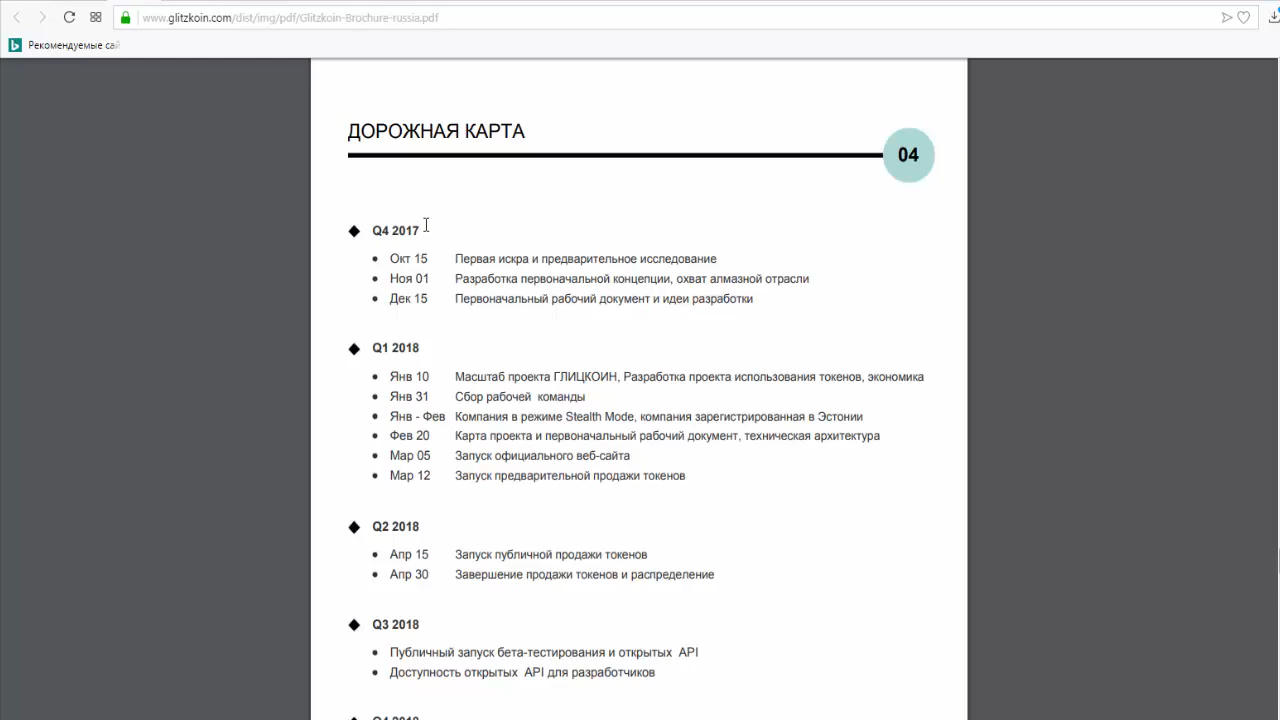 www.glitzkoin.com/dist/img/pdf/Glitzkoin-Brochure-russia.pdf
Рекомендуемые сай
ДОРОЖНАЯ КАРТА
04
Q4 2017
Окт 15 Первая искра и предварительное исследование
Ноя 01 Разработка первоначальной концепции, охват алмазной отрасли
Дек 15 Первоначальный рабочий документ и идеи разработки
Q1 2018
Янв 10 Масштаб проекта ГЛИЦКОИН, Разработка проекта использования токенов, экономика
Янв 31 Сбор рабочей команды
Янв - Фев Компания в режиме Stealth Mode, компания зарегистрированная в Эстонии
Фев 20 Карта проекта и первоначальный рабочий документ, техническая архитектура
Мар 05 Запуск официального веб-сайта
Мар 12 Запуск предварительной продажи токенов
Q2 2018
Апр 15 Запуск публичной продажи токенов
Апр 30 Завершение продажи токенов и распределение
Q3 2018
Публичный запуск бета-тестирования и открытых API
Доступность открытых API для разработчиков
Q4 2018